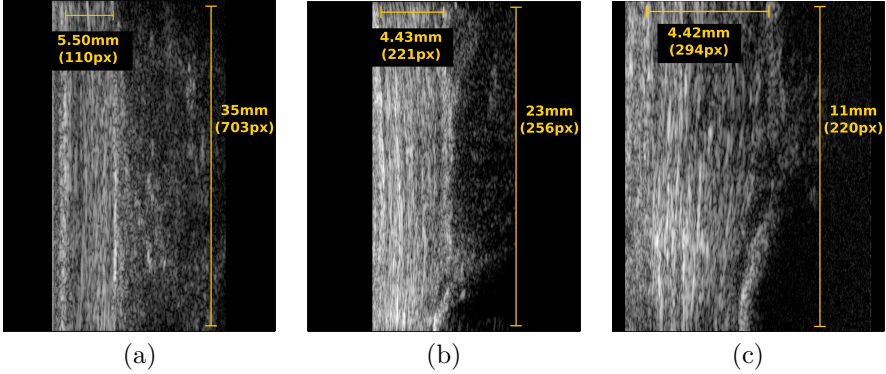 5.50mm
(110px)
35mm
(703px)
4.43mm
(221px)
23mm
(256px)
4.42mm
(294px)
11mm
(220px)
(a)
(b)
(c)